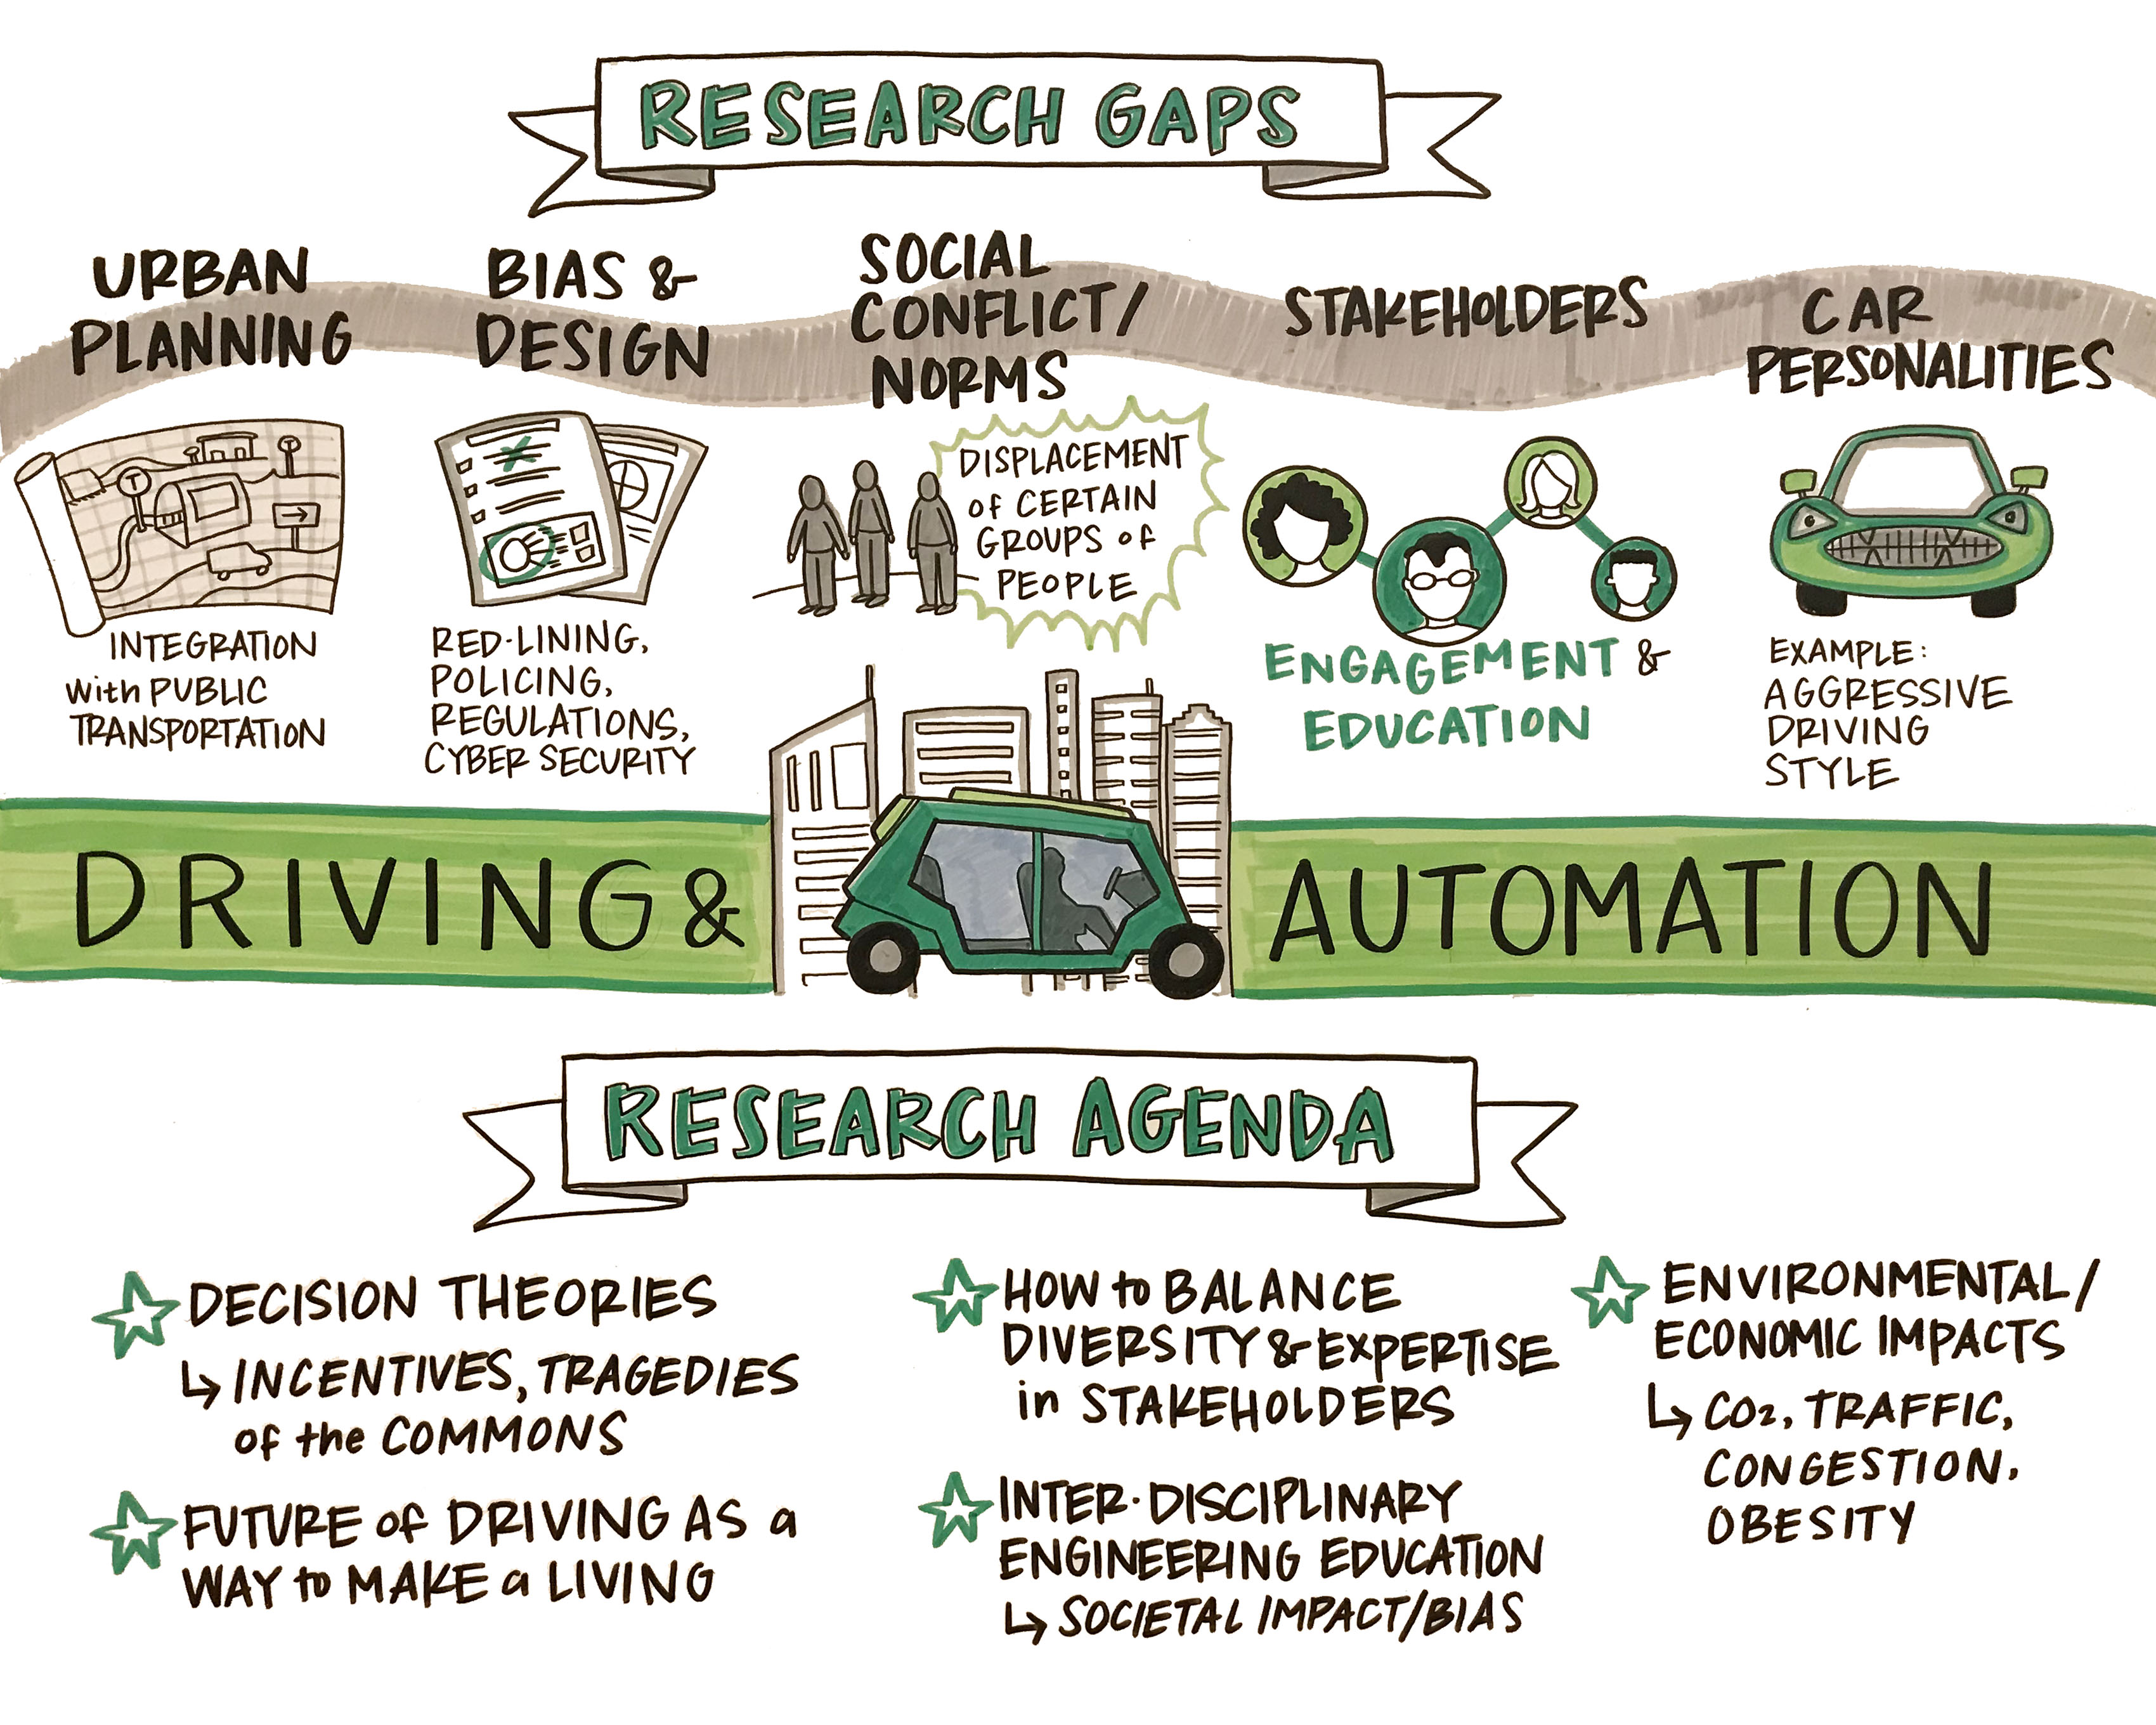 RESEARCH GAPS
URBAN
PLANNING
INTEGRATION
with PUBLIC
TRANSPORTATION
BIAS &
DESIGN
RED-LINING,
POLICING,
REGULATIONS,
CYBER SECURITY
SOCIAL
CONFLICT/
NORMS
DISPLACEMENT
of CERTAIN
GROUPS of
PEOPLE
STAKEHOLDERS
ENGAGEMENT &
EDUCATION
CAR
PERSONALITIES
EXAMPLE:
AGGRESSIVE
DRIVING
STYLE
T
T
DRIVING & AUTOMATION
RESEARCH AGENDA
DECISION THEORIES
↳ INCENTIVES, TRAGEDIES
of the COMMONS
FUTURE of DRIVING AS a
WAY to MAKE a LIVING
HOW to BALANCE
DIVERSITY & EXPERTISE
in STAKEHOLDERS
INTER-DISCIPLINARY
ENGINEERING EDUCATION
↳ SOCIETAL IMPACT/BIAS
ENVIRONMENTAL/
ECONOMIC IMPACTS
↳ CO2, TRAFFIC,
CONGESTION,
OBESITY